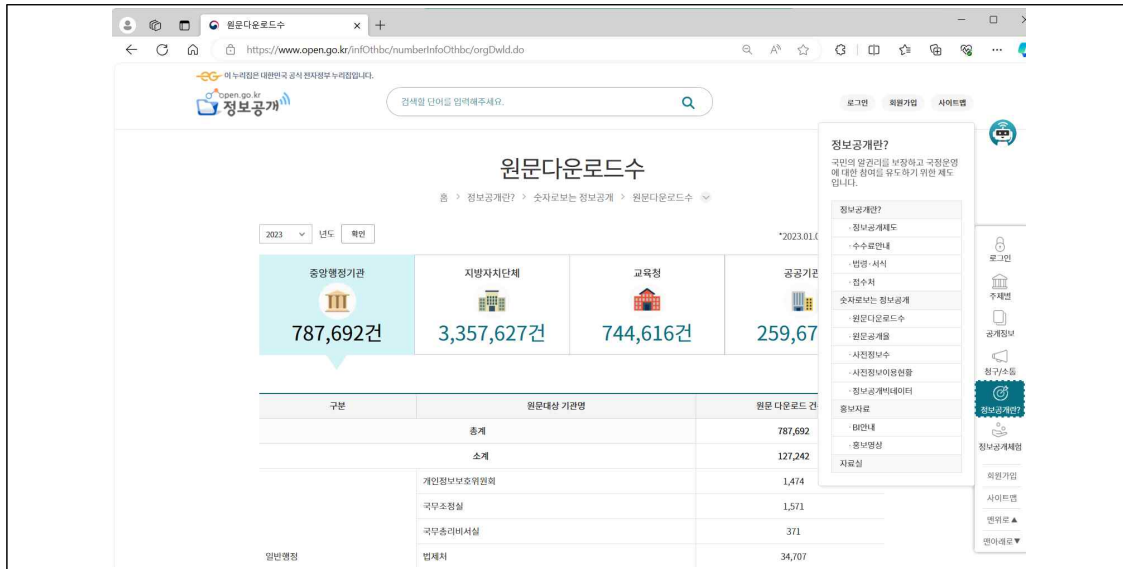 원문다운로드수
https://www.open.go.kr/infOthbc/numberInfoOthbc/orgDwld.do
이 누리집은 대한민국 공식 전자정부 누리집입니다.
open.go.kr
정보공개
검색할 단어를 입력해주세요.
로그인 회원가입 사이트맵
원문다운로드수
홈 > 정보공개란? > 숫자로보는 정보공개 > 원문다운로드수
2023 년도 확인
*2023.01.0
중앙행정기관
787,692건
지방자치단체
3,357,627건
교육청
744,616건
공공기관
259,67
구분 원문대상 기관명 원문 다운로드 건
총계 787,692
소계 127,242
개인정보보호위원회 1,474
국무조정실 1,571
국무총리비서실 371
일반행정 법제처 34,707
정보공개란?
국민의 알권리를 보장하고 국정운영
에 대한 참여를 유도하기 위한 제도
입니다.
정보공개란?
·정보공개제도
·수수료안내
·법령·서식
·접수처
숫자로보는 정보공개
·원문다운로드수
·원문공개율
·사전정보수
·사전정보이용현황
·정보공개빅데이터
홍보자료
·BI안내
·홍보영상
자료실
로그인
주제별
공개정보
청구/소통
정보공개란?
정보공개체험
회원가입
사이트맵
맨위로▲
맨아래로▼